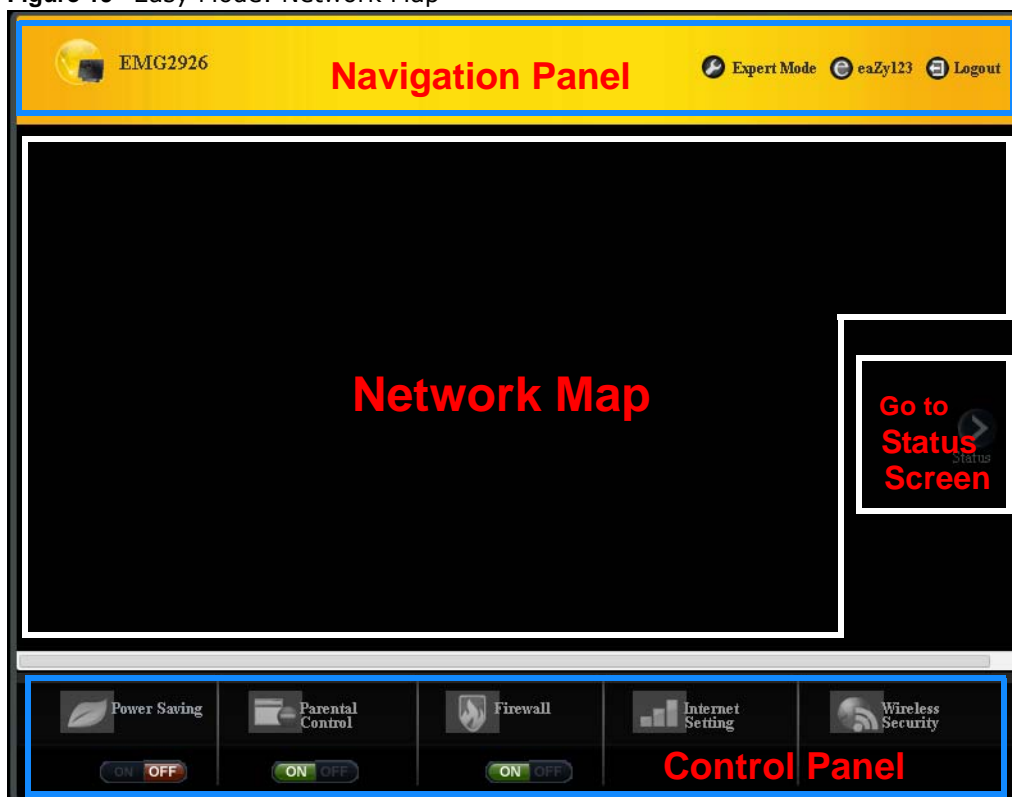 EMG2926
Navigation Panel
Expert Mode eaZy123 Logout
Network Map
Go to
Status
Screen
Status
Power Saving
ON OFF
Parental
Control
ON OFF
Firewall
ON OFF
Internet
Setting
Wireless
Security
Control Panel